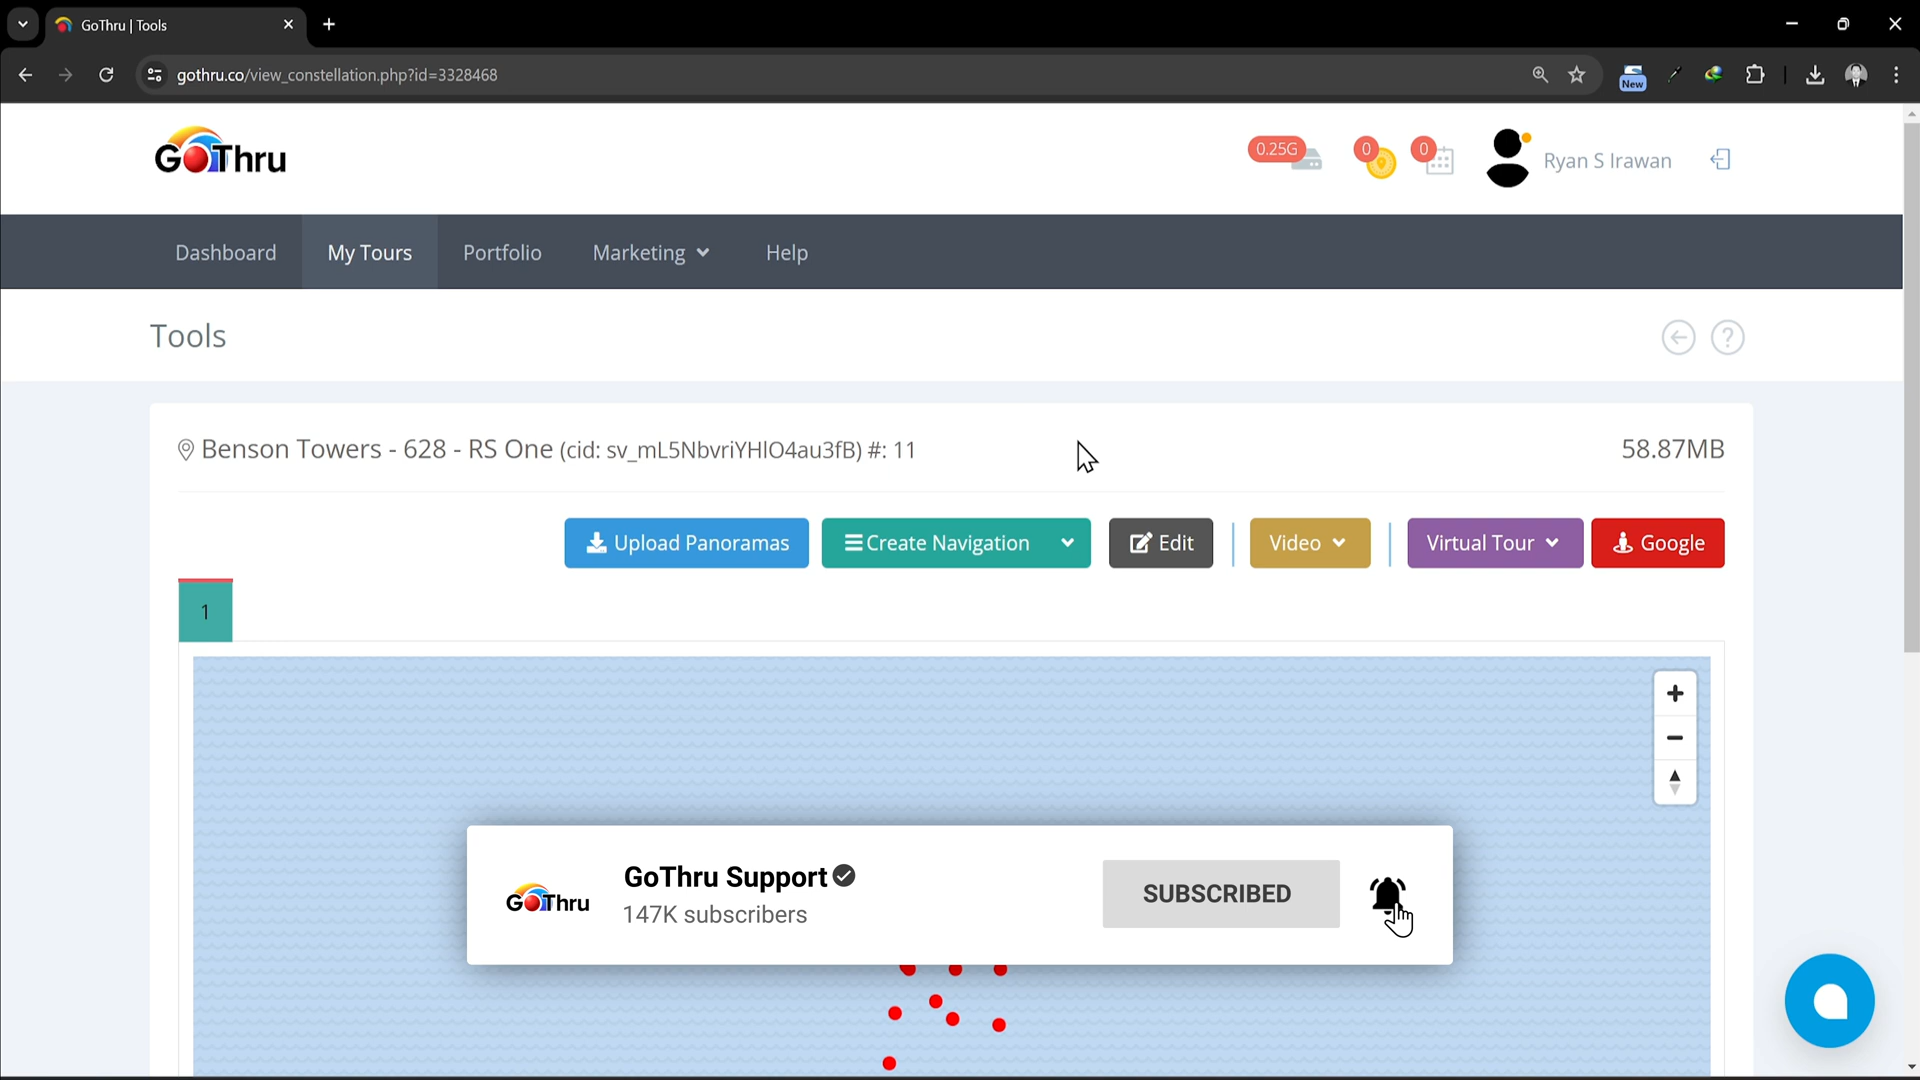 GoThru | Tools
gothru.co/view_constellation.php?id=3328468
New
GoThru
0.25G
0
0
Ryan S Irawan
Dashboard
My Tours
Portfolio
Marketing
Help
Tools
?
Benson Towers - 628 - RS One (cid: sv_mL5NbvriYHlO4au3fB) #: 11
58.87MB
Upload Panoramas
Create Navigation
Edit
Video
Virtual Tour
Google
1
GoThru
GoThru Support
147K subscribers
SUBSCRIBED